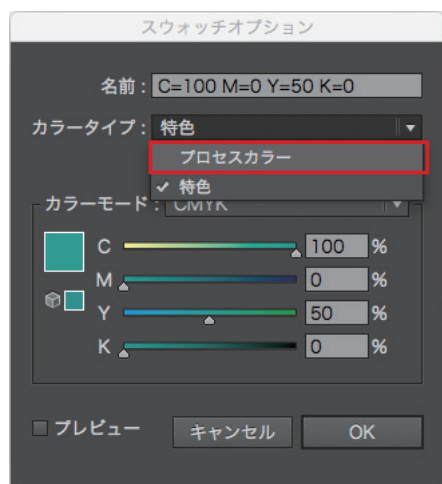 スウォッチオプション
名前 : C=100 M=0 Y=50 K=0
カラータイプ : 特色
プロセスカラー
✓ 特色
カラーモード : CMYK
C 100 %
M 0 %
Y 50 %
K 0 %
プレビュー キャンセル OK